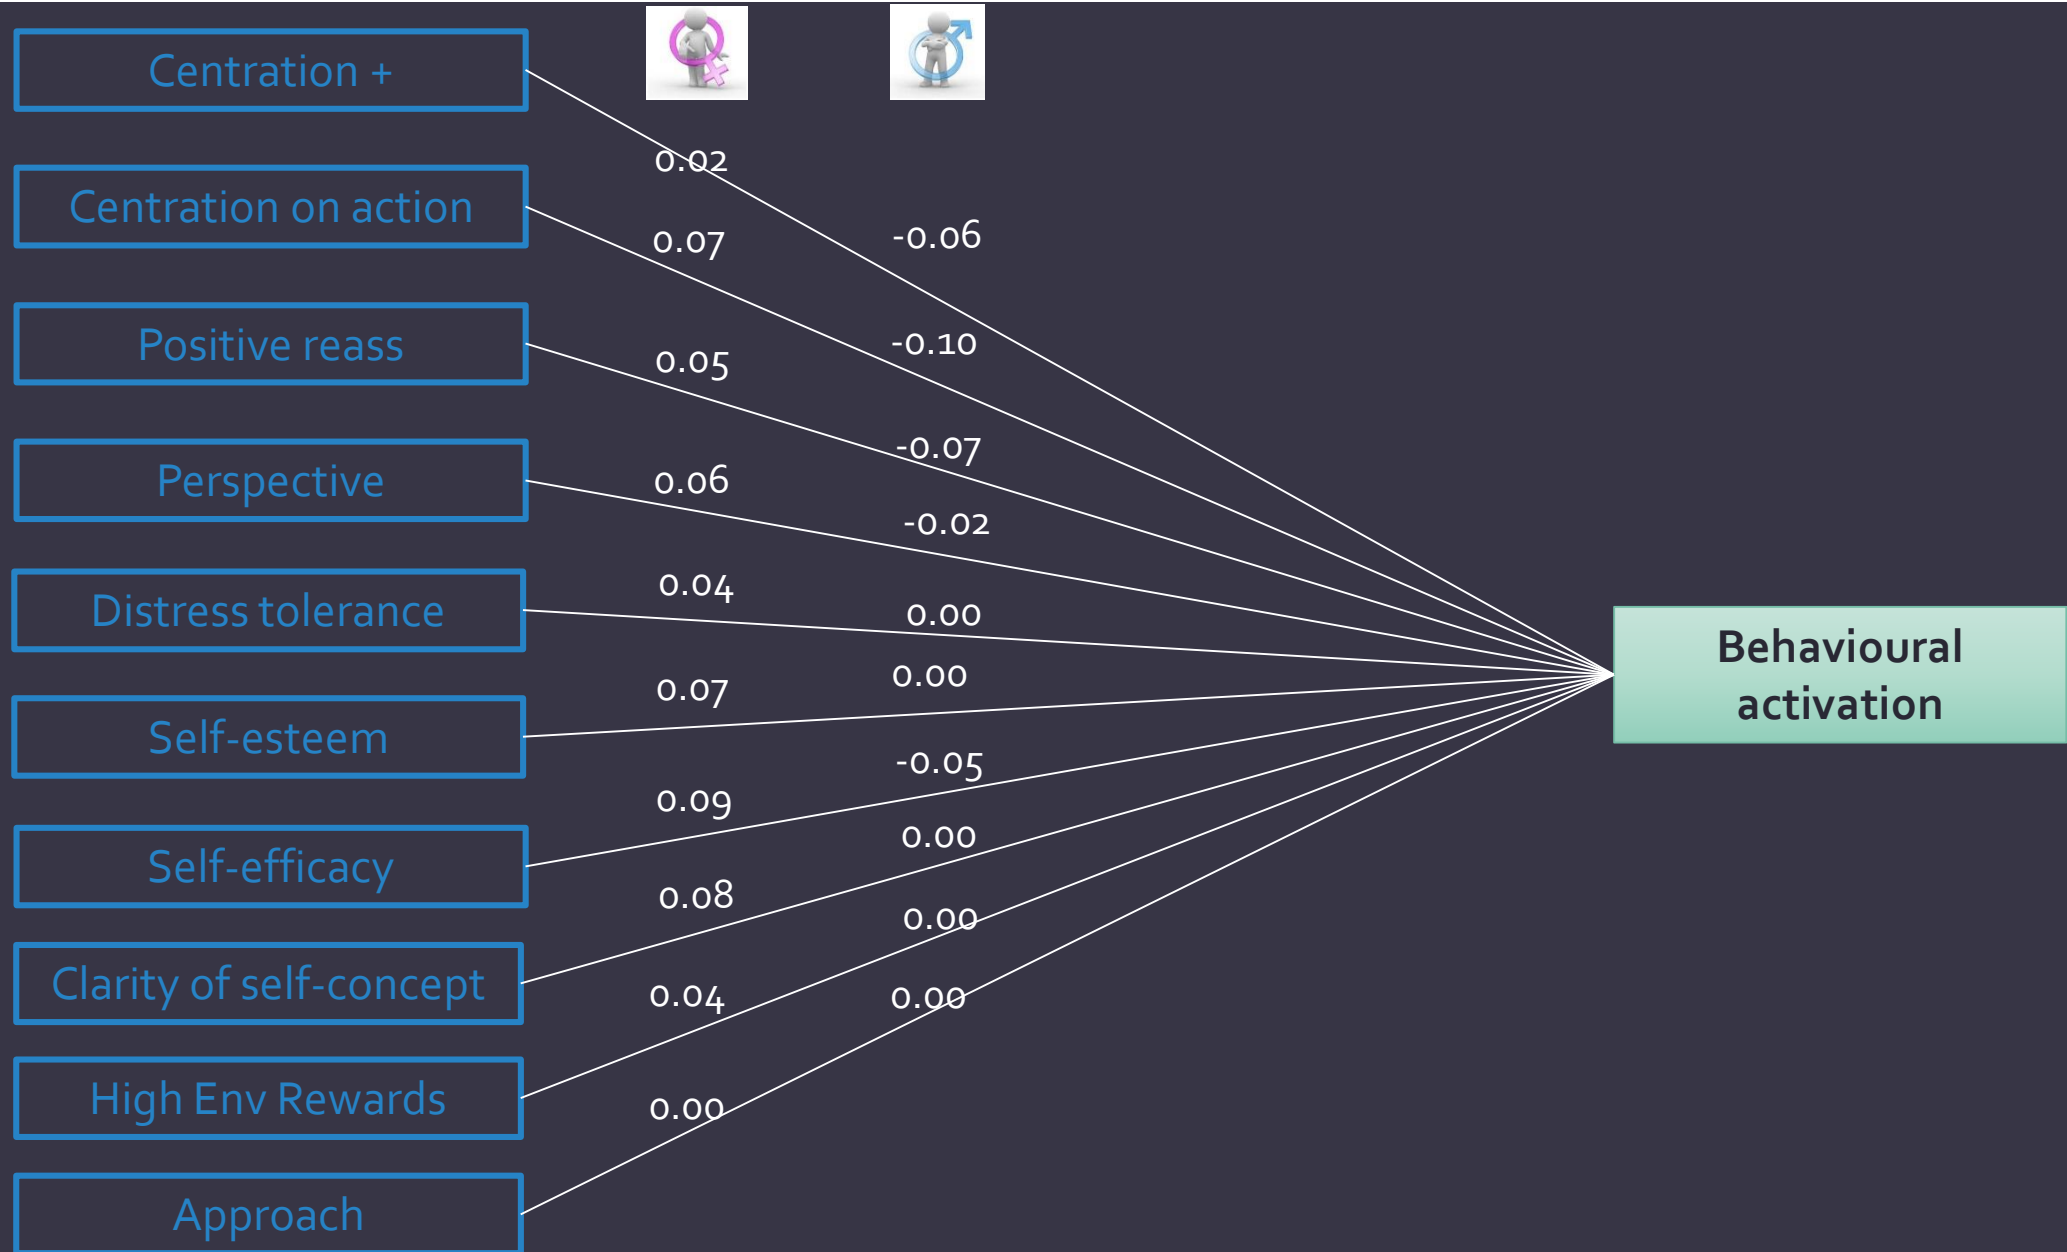 Centration +
0.02
Centration on action
0.07
-0.06
Positive reass
0.05
-0.10
Perspective
0.06
-0.07
-0.02
Distress tolerance
0.04
0.00
Self-esteem
0.07
0.00
Self-efficacy
0.09
-0.05
Clarity of self-concept
0.08
0.00
High Env Rewards
0.04
0.00
Approach
0.00
0.00
Behavioural
activation